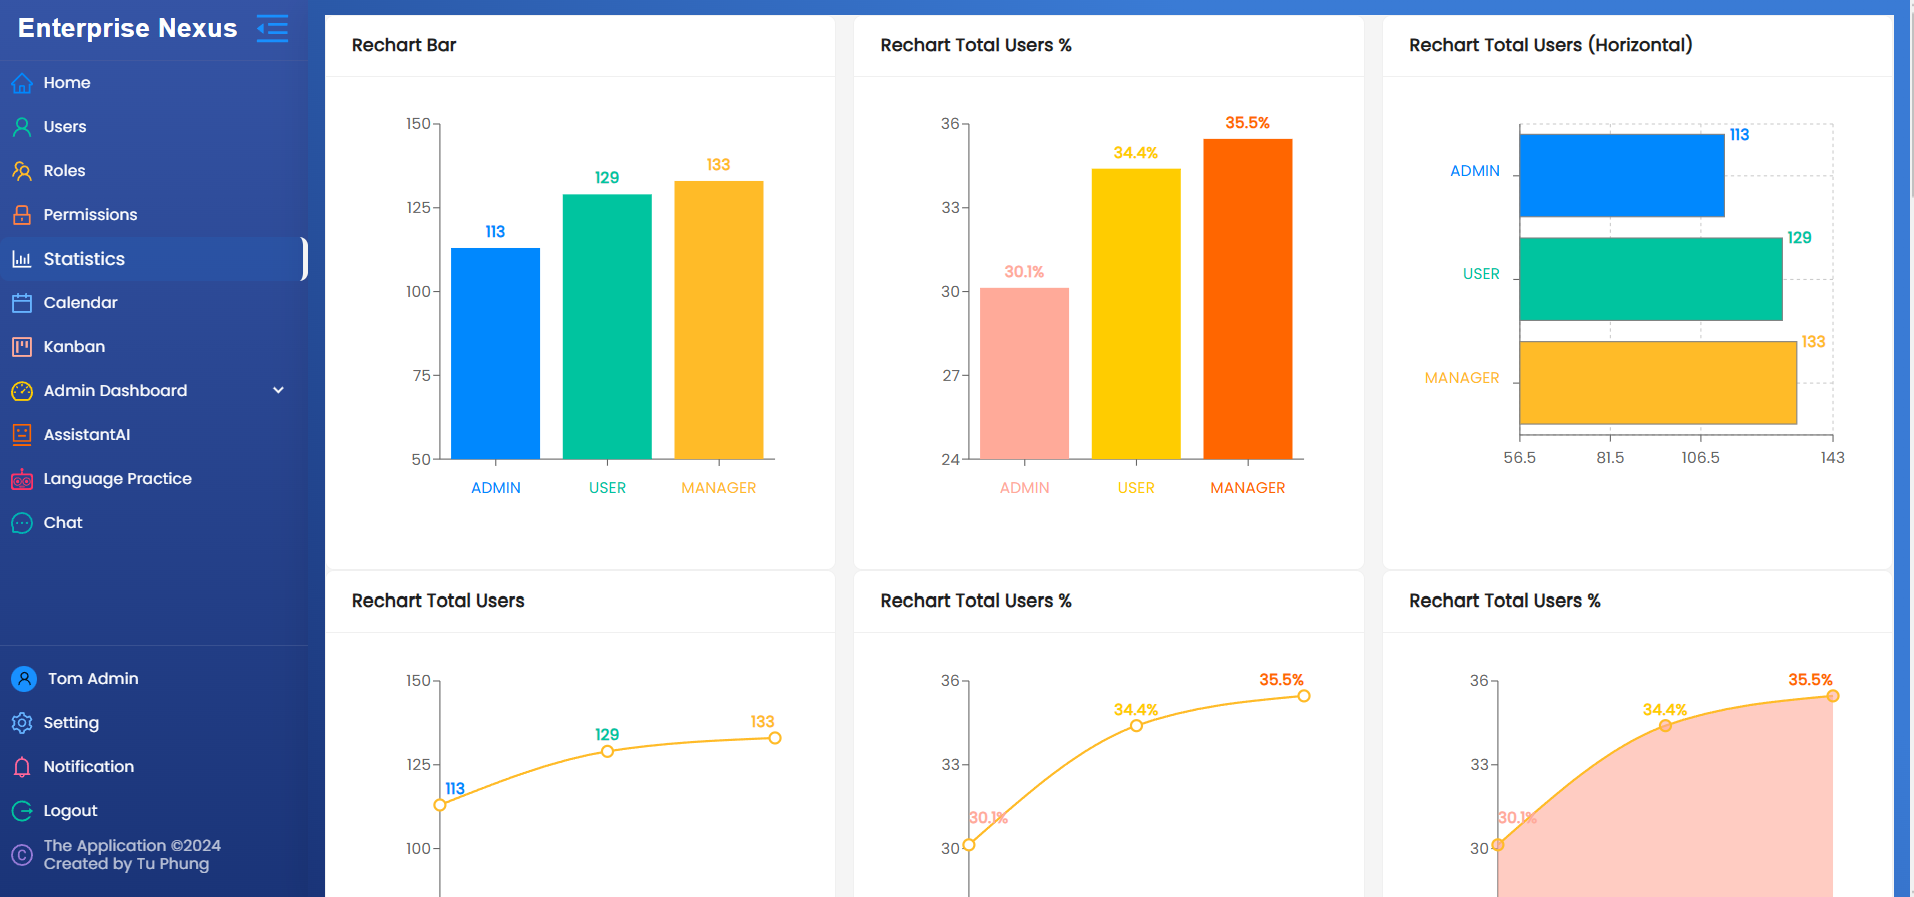 Enterprise Nexus
Home
Users
Roles
Permissions
Statistics
Calendar
Kanban
Admin Dashboard
AssistantAI
Language Practice
Chat
Tom Admin
Setting
Notification
Logout
The Application ©2024
Created by Tu Phung
Rechart Bar
150
125
100
75
50
113
129
133
ADMIN
USER
MANAGER
Rechart Total Users %
36
33
30
27
24
30.1%
34.4%
35.5%
ADMIN
USER
MANAGER
Rechart Total Users (Horizontal)
ADMIN
USER
MANAGER
113
129
133
56.5
81.5
106.5
143
Rechart Total Users
150
125
100
113
129
133
Rechart Total Users %
36
33
30
30.1%
34.4%
35.5%
Rechart Total Users %
36
33
30
30.1%
34.4%
35.5%